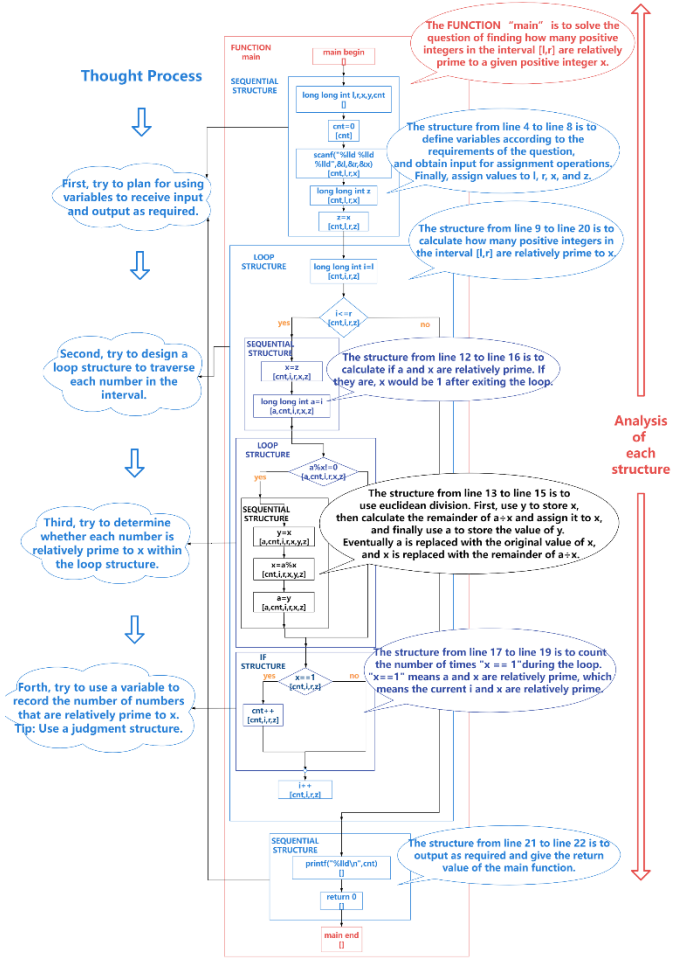 The FUNCTION “main” is to solve the
question of finding how many positive
integers in the interval [l,r] are relatively
prime to a given positive integer x.
FUNCTION
main
main begin
[]
Thought Process
SEQUENTIAL
STRUCTURE
long long int l,r,x,y,cnt
[]
cnt=0
[cnt]
scanf("%lld %lld
%lld",&l,&r,&x)
[cnt,l,r,x]
long long int z
[cnt,l,r,x]
z=x
[cnt,l,r,z]
The structure from line 4 to line 8 is to
define variables according to the
requirements of the question,
and obtain input for assignment operations.
Finally, assign values to l, r, x, and z.
First, try to plan for using
variables to receive input
and output as required.
The structure from line 9 to line 20 is to
calculate how many positive integers in
the interval [l,r] are relatively prime to x.
LOOP
STRUCTURE
long long int i=l
[cnt,i,r,z]
i<=r
[cnt,i,r,z]
yes
no
Second, try to design a
loop structure to traverse
each number in the
interval.
SEQUENTIAL
STRUCTURE
x=z
[cnt,i,r,x,z]
long long int a=i
[a,cnt,i,r,x,z]
The structure from line 12 to line 16 is to
calculate if a and x are relatively prime. If
they are, x would be 1 after exiting the loop.
Analysis
of
each
structure
LOOP
STRUCTURE
a%x!=0
[a,cnt,i,r,x,z]
yes
Third, try to determine
whether each number is
relatively prime to x within
the loop structure.
SEQUENTIAL
STRUCTURE
y=x
[a,cnt,i,r,x,y,z]
x=a%x
[cnt,i,r,x,y,z]
a=y
[a,cnt,i,r,x,z]
The structure from line 13 to line 15 is to
use euclidean division. First, use y to store x,
then calculate the remainder of a÷x and assign it to x,
and finally use a to store the value of y.
Eventually a is replaced with the original value of x,
and x is replaced with the remainder of a÷x.
Forth, try to use a variable to
record the number of numbers
that are relatively prime to x.
Tip: Use a judgment structure.
IF
STRUCTURE
x==1
[cnt,i,r,z]
yes
no
cnt++
[cnt,i,r,z]
The structure from line 17 to line 19 is to count
the number of times "x == 1"during the loop.
"x==1" means a and x are relatively prime, which
means the current i and x are relatively prime.
i++
[cnt,i,r,z]
SEQUENTIAL
STRUCTURE
printf("%lld\n",cnt)
[]
return 0
[]
The structure from line 21 to line 22 is to
output as required and give the return
value of the main function.
main end
[]